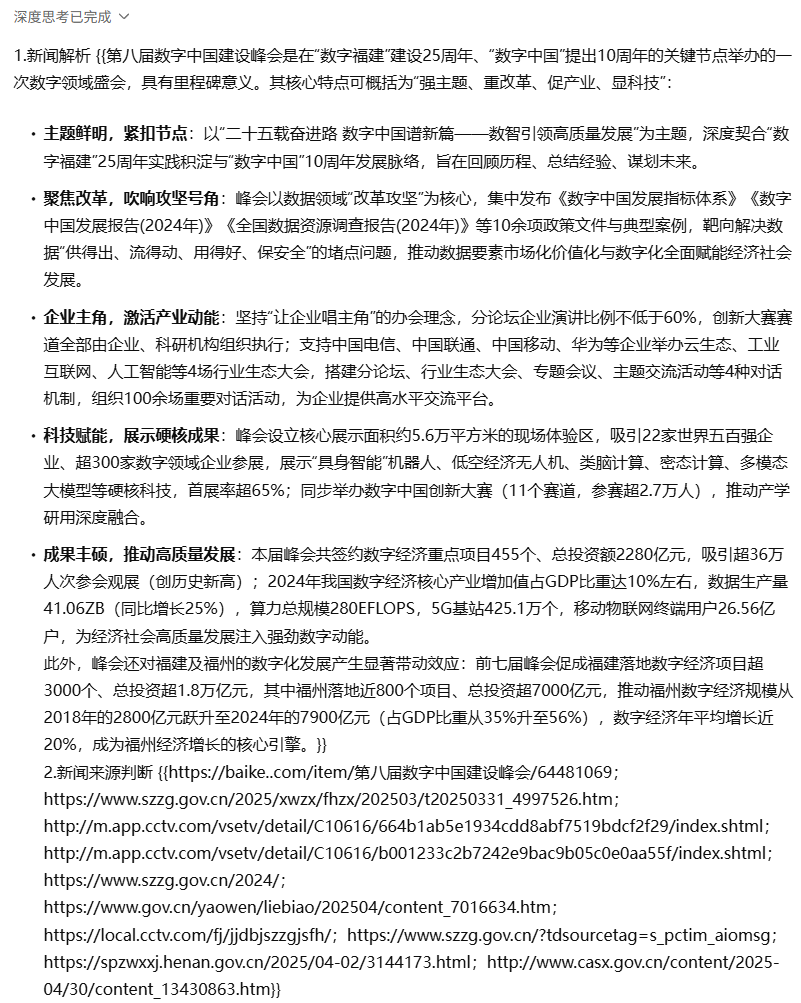 深度思考已完成
1.新闻解析 {{第八届数字中国建设峰会是在“数字福建”建设25周年、“数字中国”提出10周年的关键节点举办的一
次数字领域盛会，具有里程碑意义。其核心特点可概括为“强主题、重改革、促产业、显科技”：
• 主题鲜明，紧扣节点：以“二十五载奋进路 数字中国谱新篇——数智引领高质量发展”为主题，深度契合“数
字福建”25周年实践积淀与“数字中国”10周年发展脉络，旨在回顾历程、总结经验、谋划未来。
• 聚焦改革，吹响攻坚号角：峰会以数据领域“改革攻坚”为核心，集中发布《数字中国发展指标体系》《数字
中国发展报告(2024年)》《全国数据资源调查报告(2024年)》等10余项政策文件与典型案例，靶向解决数
据“供得出、流得动、用得好、保安全”的堵点问题，推动数据要素市场化价值化与数字化全面赋能经济社会
发展。
• 企业主角，激活产业动能：坚持“让企业唱主角”的办会理念，分论坛企业演讲比例不低于60%，创新大赛赛
道全部由企业、科研机构组织执行；支持中国电信、中国联通、中国移动、华为等企业举办云生态、工业
互联网、人工智能等4场行业生态大会，搭建分论坛、行业生态大会、专题会议、主题交流活动等4种对话
机制，组织100余场重要对话活动，为企业提供高水平交流平台。
• 科技赋能，展示硬核成果：峰会设立核心展示面积约5.6万平方米的现场体验区，吸引22家世界五百强企
业、超300家数字领域企业参展，展示“具身智能”机器人、低空经济无人机、类脑计算、密态计算、多模态
大模型等硬核科技，首展率超65%；同步举办数字中国创新大赛（11个赛道，参赛超2.7万人），推动产学
研用深度融合。
• 成果丰硕，推动高质量发展：本届峰会共签约数字经济重点项目455个、总投资额2280亿元，吸引超36万
人次参会观展（创历史新高）；2024年我国数字经济核心产业增加值占GDP比重达10%左右，数据生产量
41.06ZB（同比增长25%），算力总规模280EFLOPS，5G基站425.1万个，移动物联网终端用户26.56亿
户，为经济社会高质量发展注入强劲数字动能。
此外，峰会还对福建及福州的数字化发展产生显著带动效应：前七届峰会促成福建落地数字经济项目超
3000个、总投资超1.8万亿元，其中福州落地近800个项目、总投资超7000亿元，推动福州数字经济规模从
2018年的2800亿元跃升至2024年的7900亿元（占GDP比重从35%升至56%），数字经济年平均增长近
20%，成为福州经济增长的核心引擎。}}
2.新闻来源判断 {{https://baike..com/item/第八届数字中国建设峰会/64481069；
https://www.szzg.gov.cn/2025/xwzx/fhzx/202503/t20250331_4997526.htm；
http://m.app.cctv.com/vsetv/detail/C10616/664b1ab5e1934cdd8abf7519bdcf2f29/index.shtml；
http://m.app.cctv.com/vsetv/detail/C10616/b001233c2b7242e9bac9b05c0e0aa55f/index.shtml；
https://www.szzg.gov.cn/2024/；
https://www.gov.cn/yaowen/liebiao/202504/content_7016634.htm；
https://local.cctv.com/fj/jjdbjszzgjsfh/；https://www.szzg.gov.cn/?tdsourcetag=s_pctim_aiomsg；
https://spzwxxj.henan.gov.cn/2025/04-02/3144173.html；http://www.casx.gov.cn/content/2025-
04/30/content_13430863.htm}}